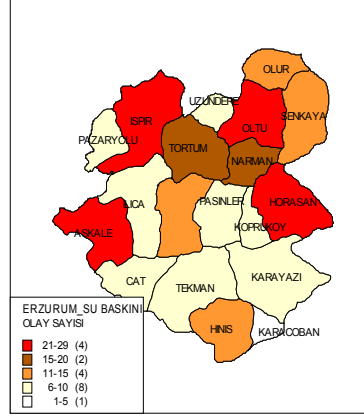 OLUR
UZUNDERE
SENKAYA
ISPIR
OLTU
PAZARYOLU
TORTUM
NARMAN
ILICA
PASINLER
HORASAN
KOPRUKOY
ASKALE
CAT
TEKMAN
KARAYAZI
HINIS
KARACOBAN
ERZURUM_SU BASKINI
OLAY SAYISI
21-29 (4)
15-20 (2)
11-15 (4)
6-10 (8)
1-5 (1)